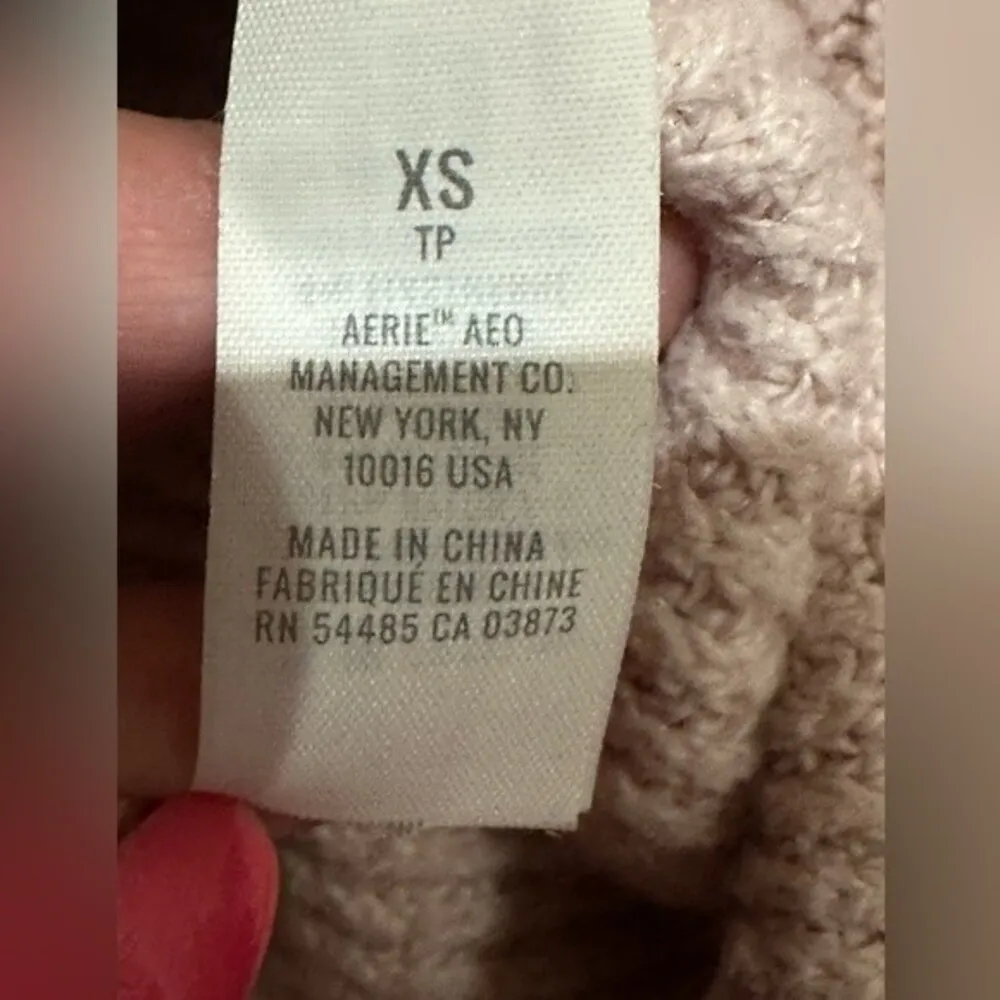 XS
TP
AERIE™ AEO
MANAGEMENT CO.
NEW YORK, NY
10016 USA
MADE IN CHINA
FABRIQUÉ EN CHINE
RN 54485 CA 03873